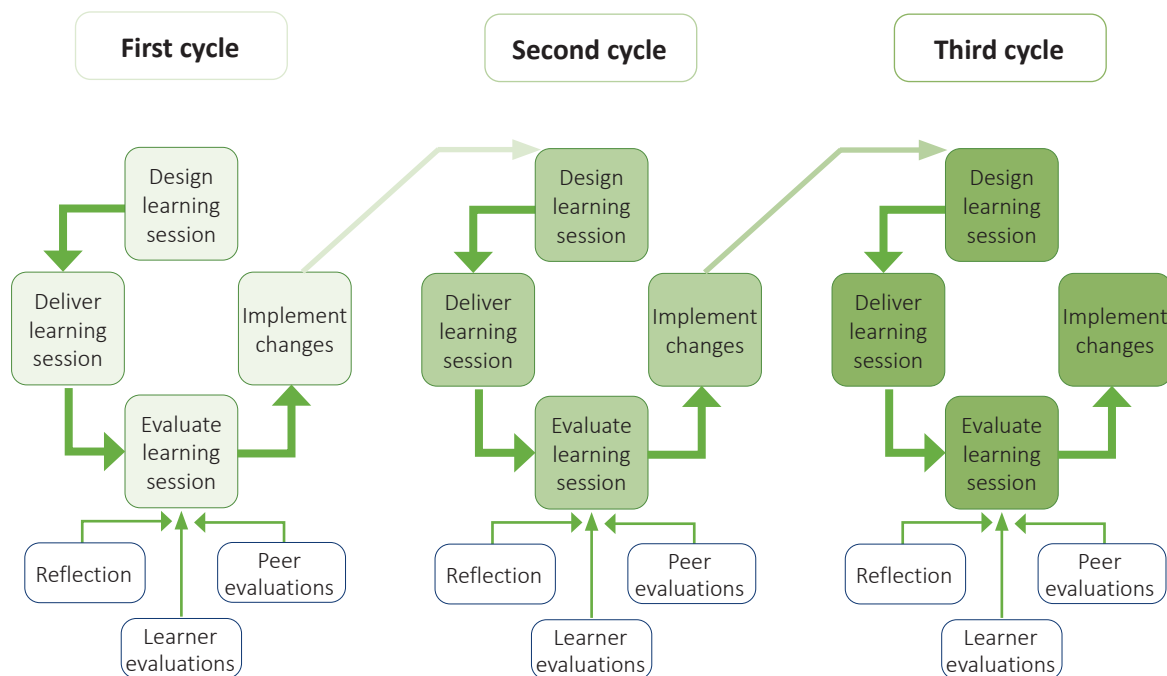 First cycle
Second cycle
Third cycle
Design
learning
session
Deliver
learning
session
Implement
changes
Evaluate
learning
session
Reflection
Peer
evaluations
Learner
evaluations
Design
learning
session
Deliver
learning
session
Implement
changes
Evaluate
learning
session
Reflection
Peer
evaluations
Learner
evaluations
Design
learning
session
Deliver
learning
session
Implement
changes
Evaluate
learning
session
Reflection
Peer
evaluations
Learner
evaluations